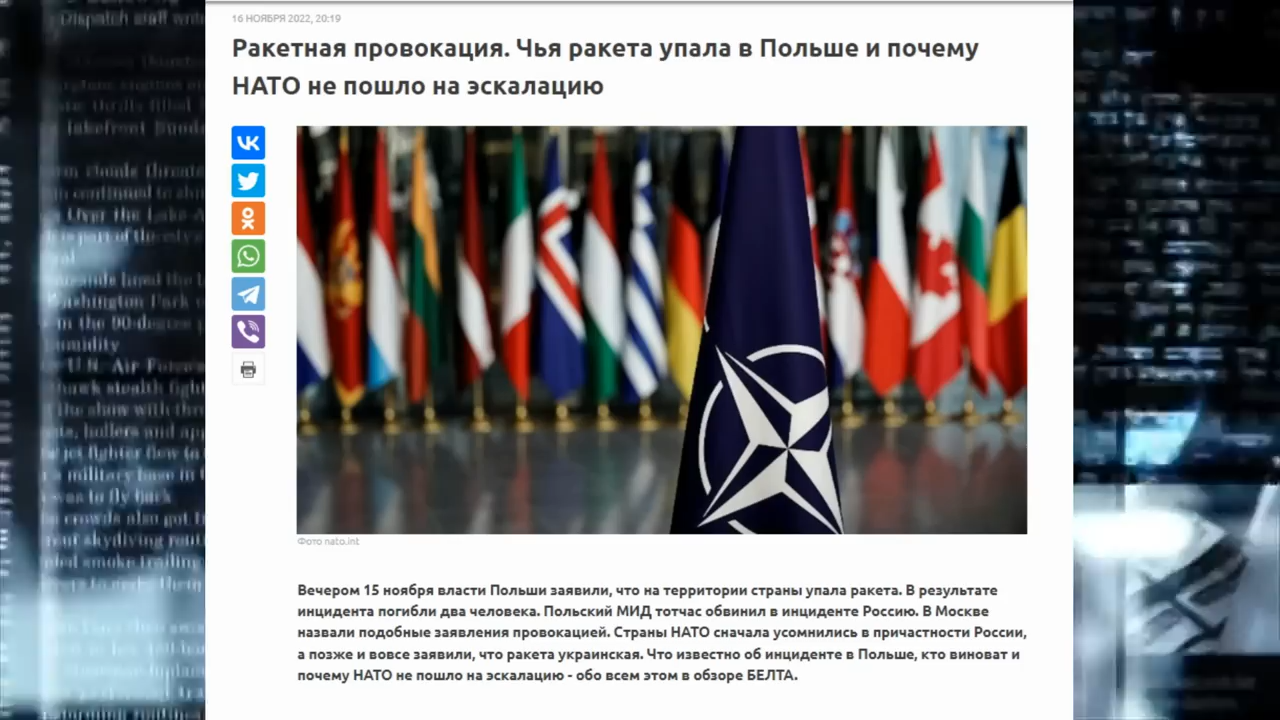 Dispatch staff write
16 НОЯБРЯ 2022, 20:19
Ракетная провокация. Чья ракета упала в Польше и почему
НАТО не пошло на эскалацию
Фото nato.int
Вечером 15 ноября власти Польши заявили, что на территории страны упала ракета. В результате
инцидента погибли два человека. Польский МИД тотчас обвинил в инциденте Россию. В Москве
назвали подобные заявления провокацией. Страны НАТО сначала усомнились в причастности России,
а позже и вовсе заявили, что ракета украинская. Что известно об инциденте в Польше, кто виноват и
почему НАТО не пошло на эскалацию - обо всем этом в обзоре БЕЛТА.